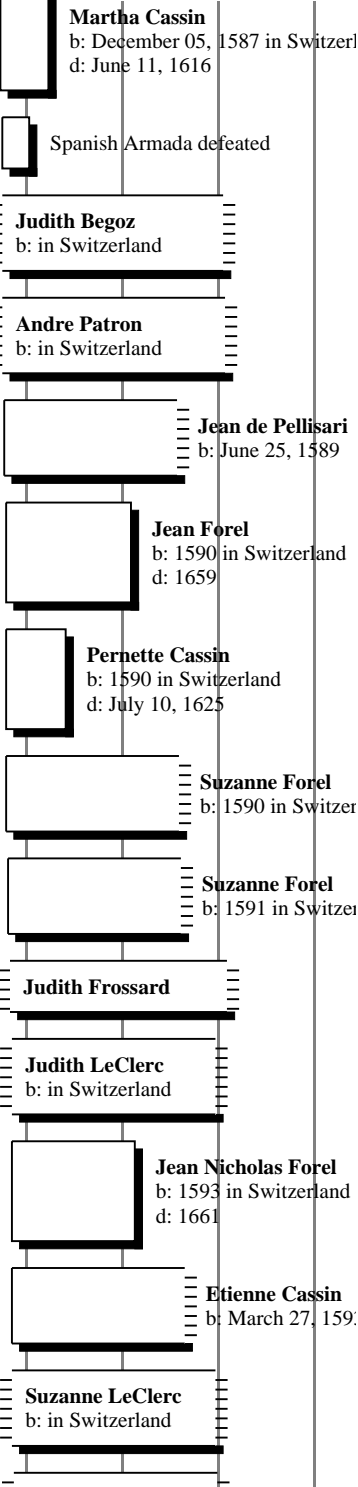 Martha Cassin
b: December 05, 1587 in Switzerl
d: June 11, 1616
Spanish Armada defeated
Judith Begoz
b: in Switzerland
Andre Patron
b: in Switzerland
Jean de Pellisari
b: June 25, 1589
Jean Forel
b: 1590 in Switzerland
d: 1659
Pernette Cassin
b: 1590 in Switzerland
d: July 10, 1625
Suzanne Forel
b: 1590 in Switzer
Suzanne Forel
b: 1591 in Switzer
Judith Frossard
Judith LeClerc
b: in Switzerland
Jean Nicholas Forel
b: 1593 in Switzerland
d: 1661
Etienne Cassin
b: March 27, 1593
Suzanne LeClerc
b: in Switzerland